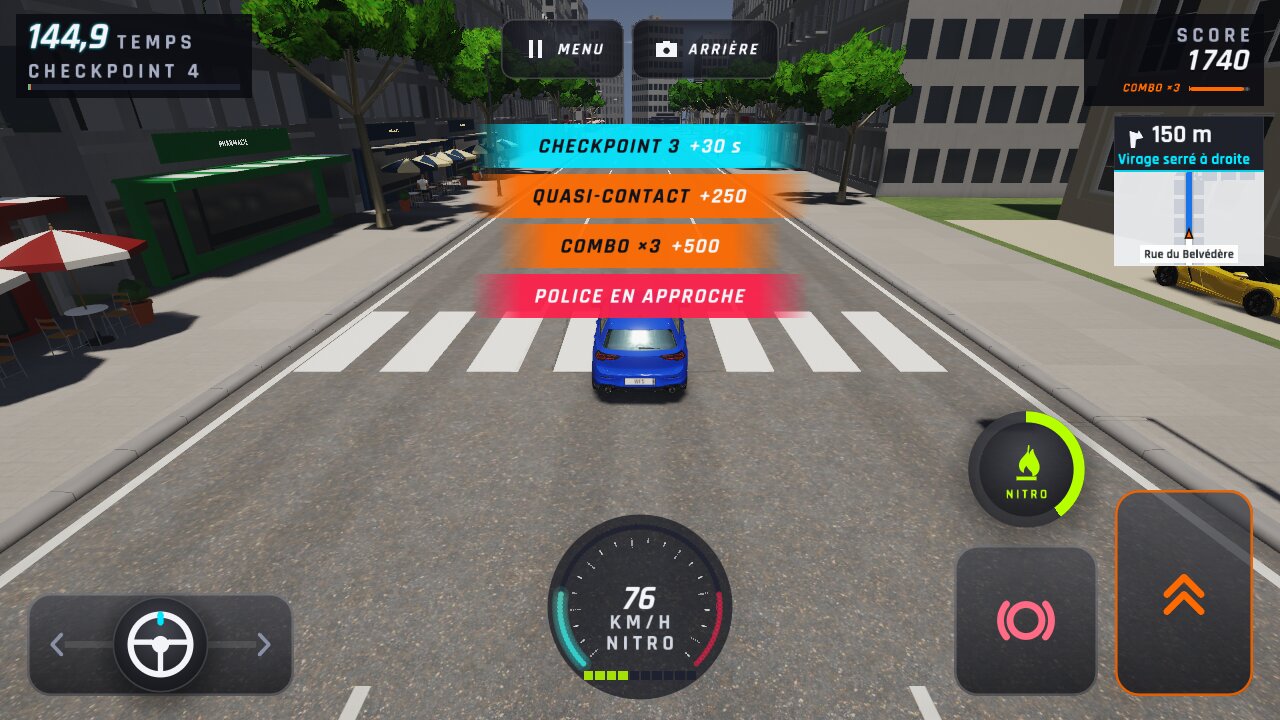 144,9 TEMPS
CHECKPOINT 4
MENU
ARRIÈRE
SCORE
1740
COMBO ×3
150 m
Virage serré à droite
Rue du Belvédère
PHARMACIE
CHECKPOINT 3 +30 s
QUASI-CONTACT +250
COMBO ×3 +500
POLICE EN APPROCHE
NITRO
76
KM/H
NITRO